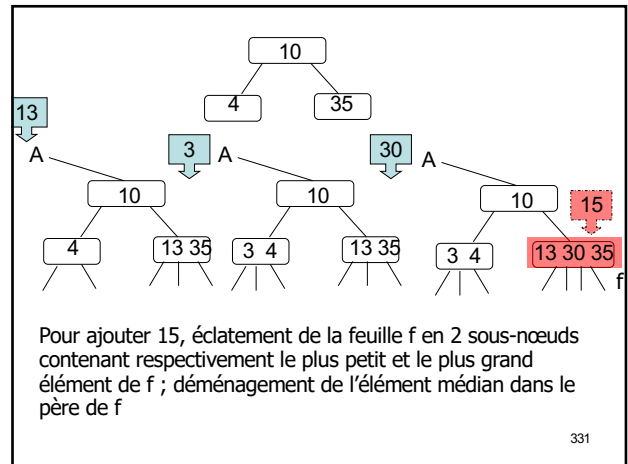 10
4 35
13 3 30
A A A
10 10 10 15
4 13 35 3 4 13 35 3 4 13 30 35
f
Pour ajouter 15, éclatement de la feuille f en 2 sous-nœuds
contenant respectivement le plus petit et le plus grand
élément de f ; déménagement de l’élément médian dans le
père de f
331